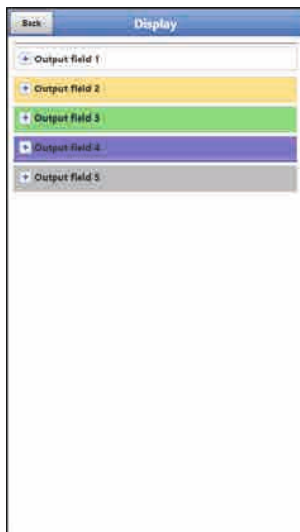 Back
Display
Output field 1
Output field 2
Output field 3
Output field 4
Output field 5